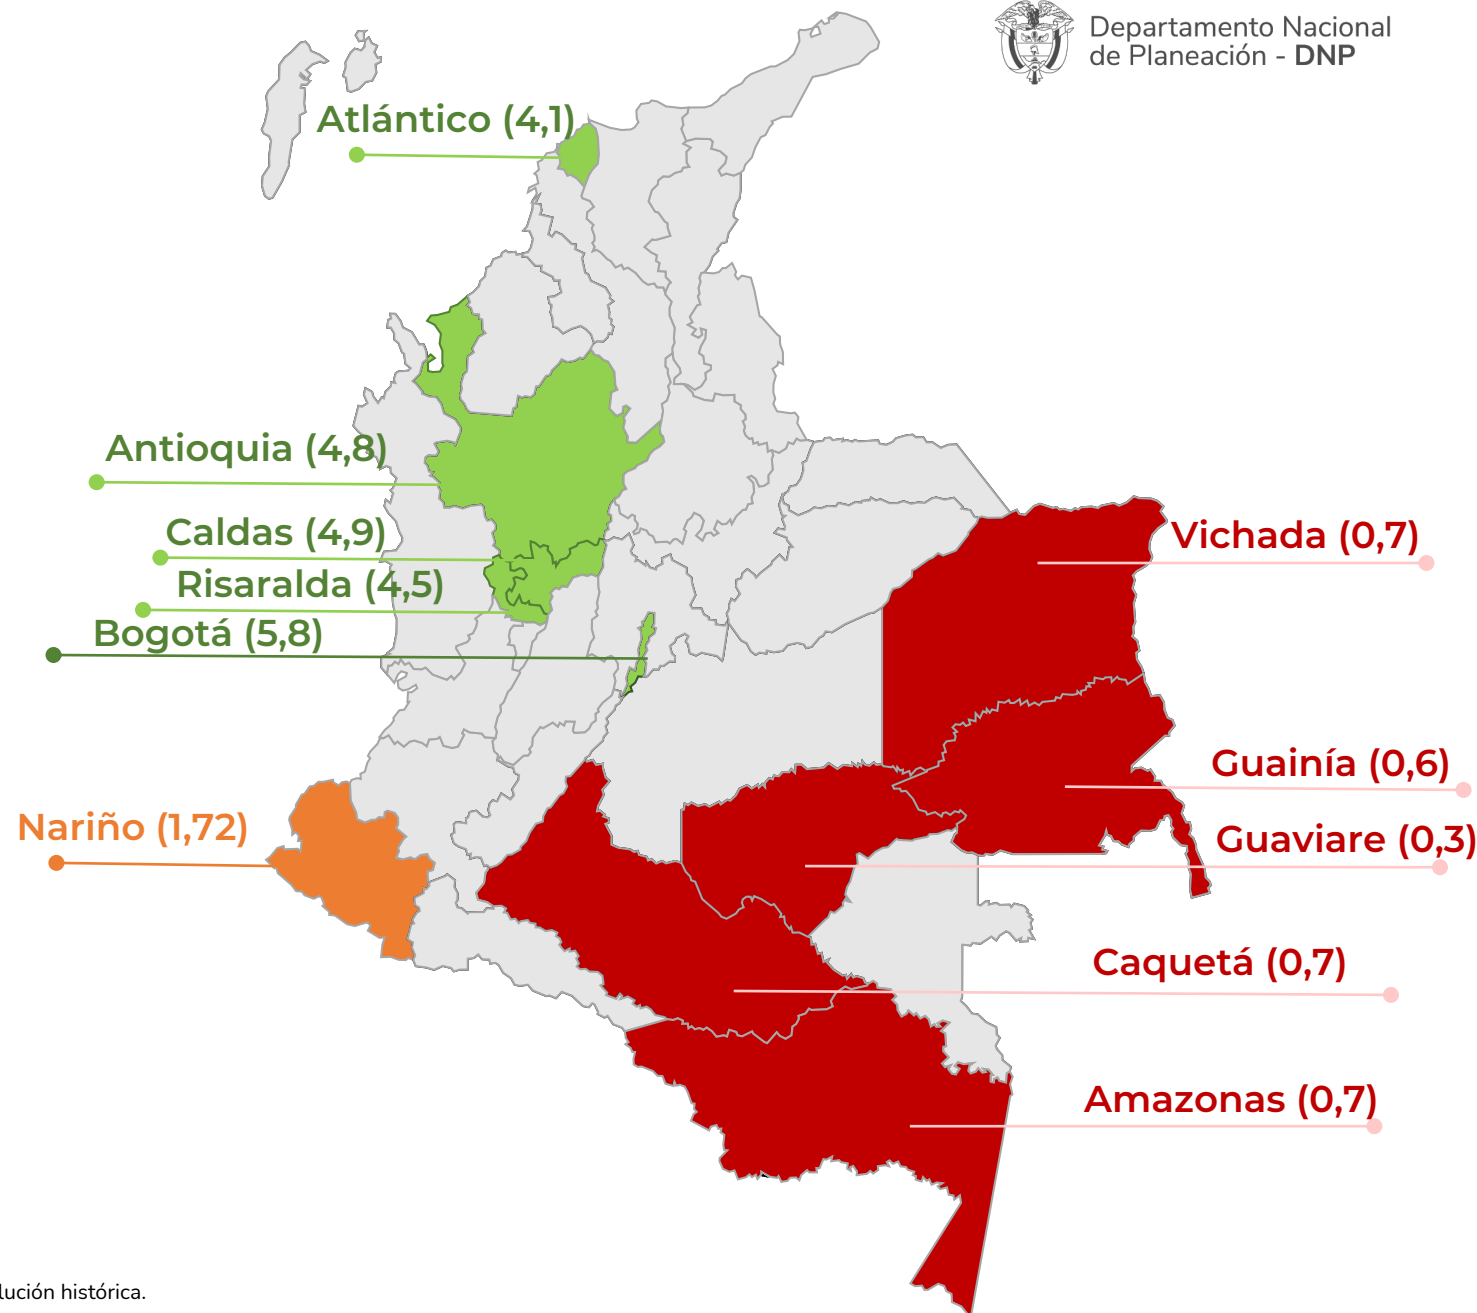 Departamento Nacional
de Planeación - DNP
Atlántico (4,1)
Antioquia (4,8)
Caldas (4,9)
Vichada (0,7)
Risaralda (4,5)
Bogotá (5,8)
Guainía (0,6)
Nariño (1,72)
Guaviare (0,3)
Caquetá (0,7)
Amazonas (0,7)
histórica.